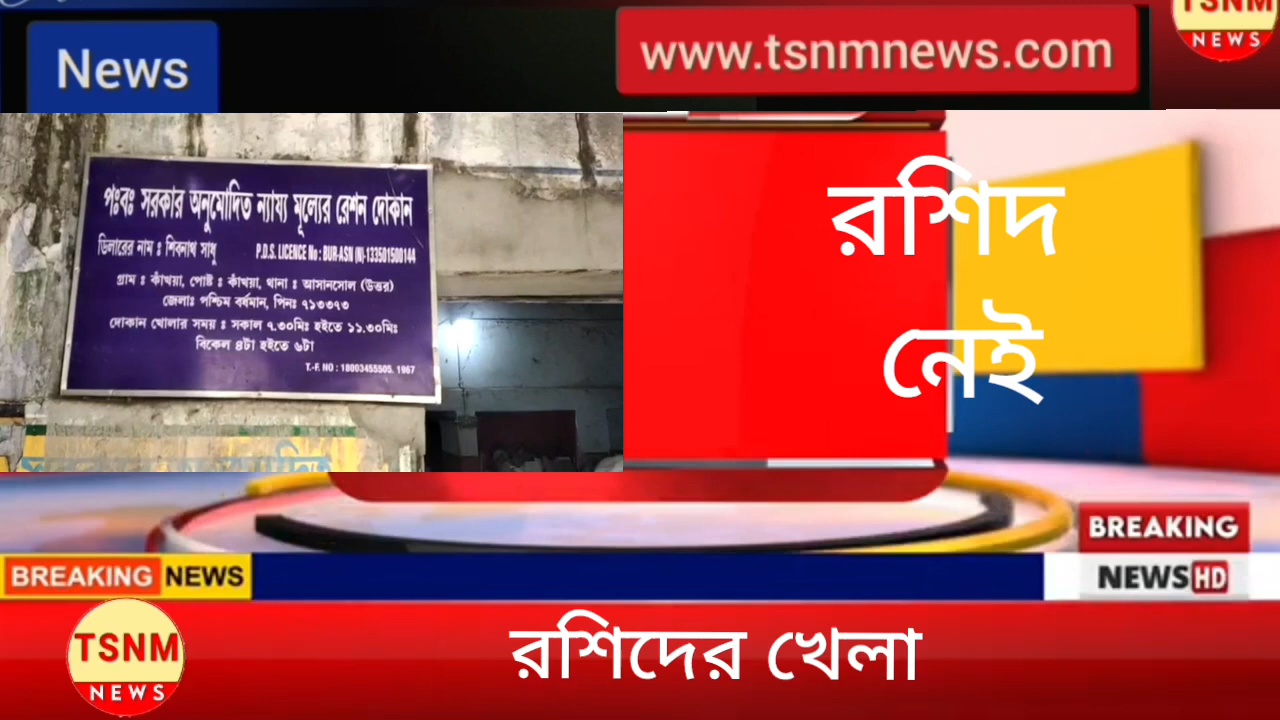 News
www.tsnmnews.com
TSNM
NEWS
পঃবঃ সরকার অনুমোদিত ন্যায্য মূল্যের রেশন দোকান
ডিলারের নাম : শিবনাথ সাধু P.D.S. LICENCE No : BUR-ASN (N)-133501500144
গ্রাম : কাঁখয়া, পোষ্ট : কাঁখয়া, থানা : আসানসোল (উত্তর)
জেলাঃ পশ্চিম বর্ধমান, পিনঃ ৭১৩৩৭৩
দোকান খোলার সময় : সকাল ৭.৩০মিঃ হইতে ১১.৩০মিঃ
বিকেল ৪টা হইতে ৬টা
T.-F. NO : 18003455505, 1967
রশিদ
নেই
BREAKING
NEWS HD
BREAKING NEWS
TSNM
NEWS
রশিদের খেলা